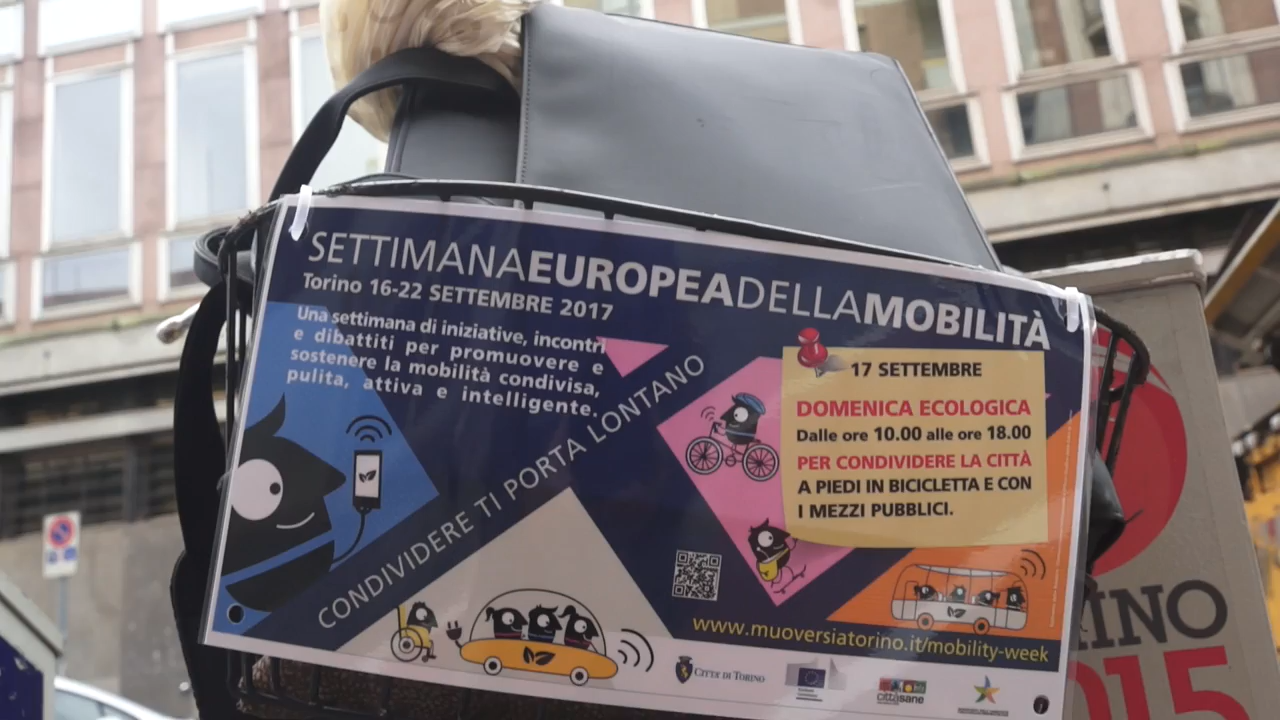 SETTIMANAEUROPEADELLAMOBILITÀ
Torino 16-22 SETTEMBRE 2017
Una settimana di iniziative, incontri
e dibattiti per promuovere e
sostenere la mobilità condivisa,
pulita, attiva e intelligente.
CONDIVIDERE TI PORTA LONTANO
17 SETTEMBRE
DOMENICA ECOLOGICA
Dalle ore 10.00 alle ore 18.00
PER CONDIVIDERE LA CITTÀ
A PIEDI IN BICICLETTA E CON
I MEZZI PUBBLICI.
www.muoversiatorino.it/mobility-week
CITTÀ DI TORINO
cittàsane
INO
015